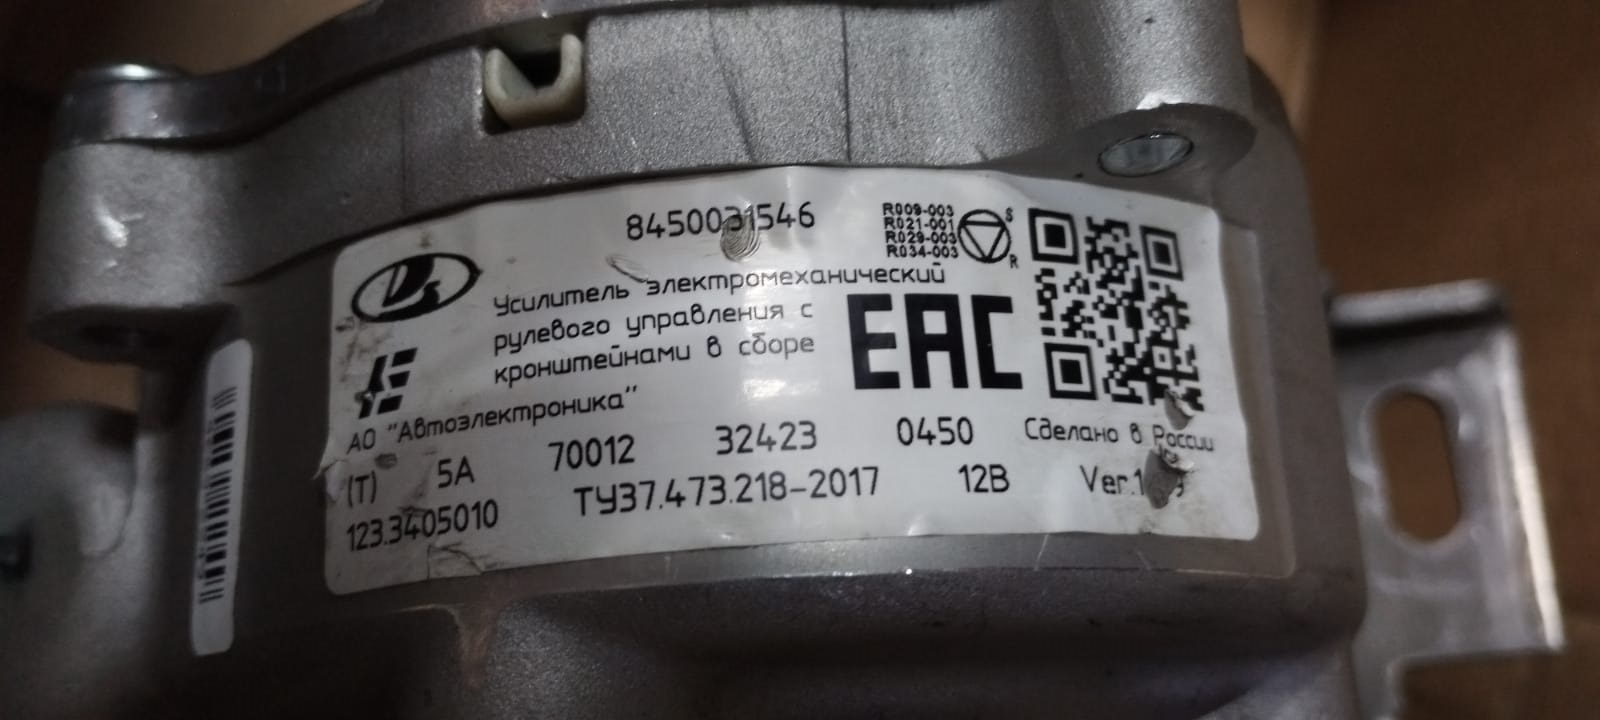 8450031546
R009-003
R021-001
R029-003
R034-003
S
R
Усилитель электромеханический
рулевого управления с
кронштейнами в сборе
EAC
АО "Автоэлектроника"
(Т) 5А 70012 32423 0450 Сделано в России
123.3405010 ТУ37.473.218-2017 12В